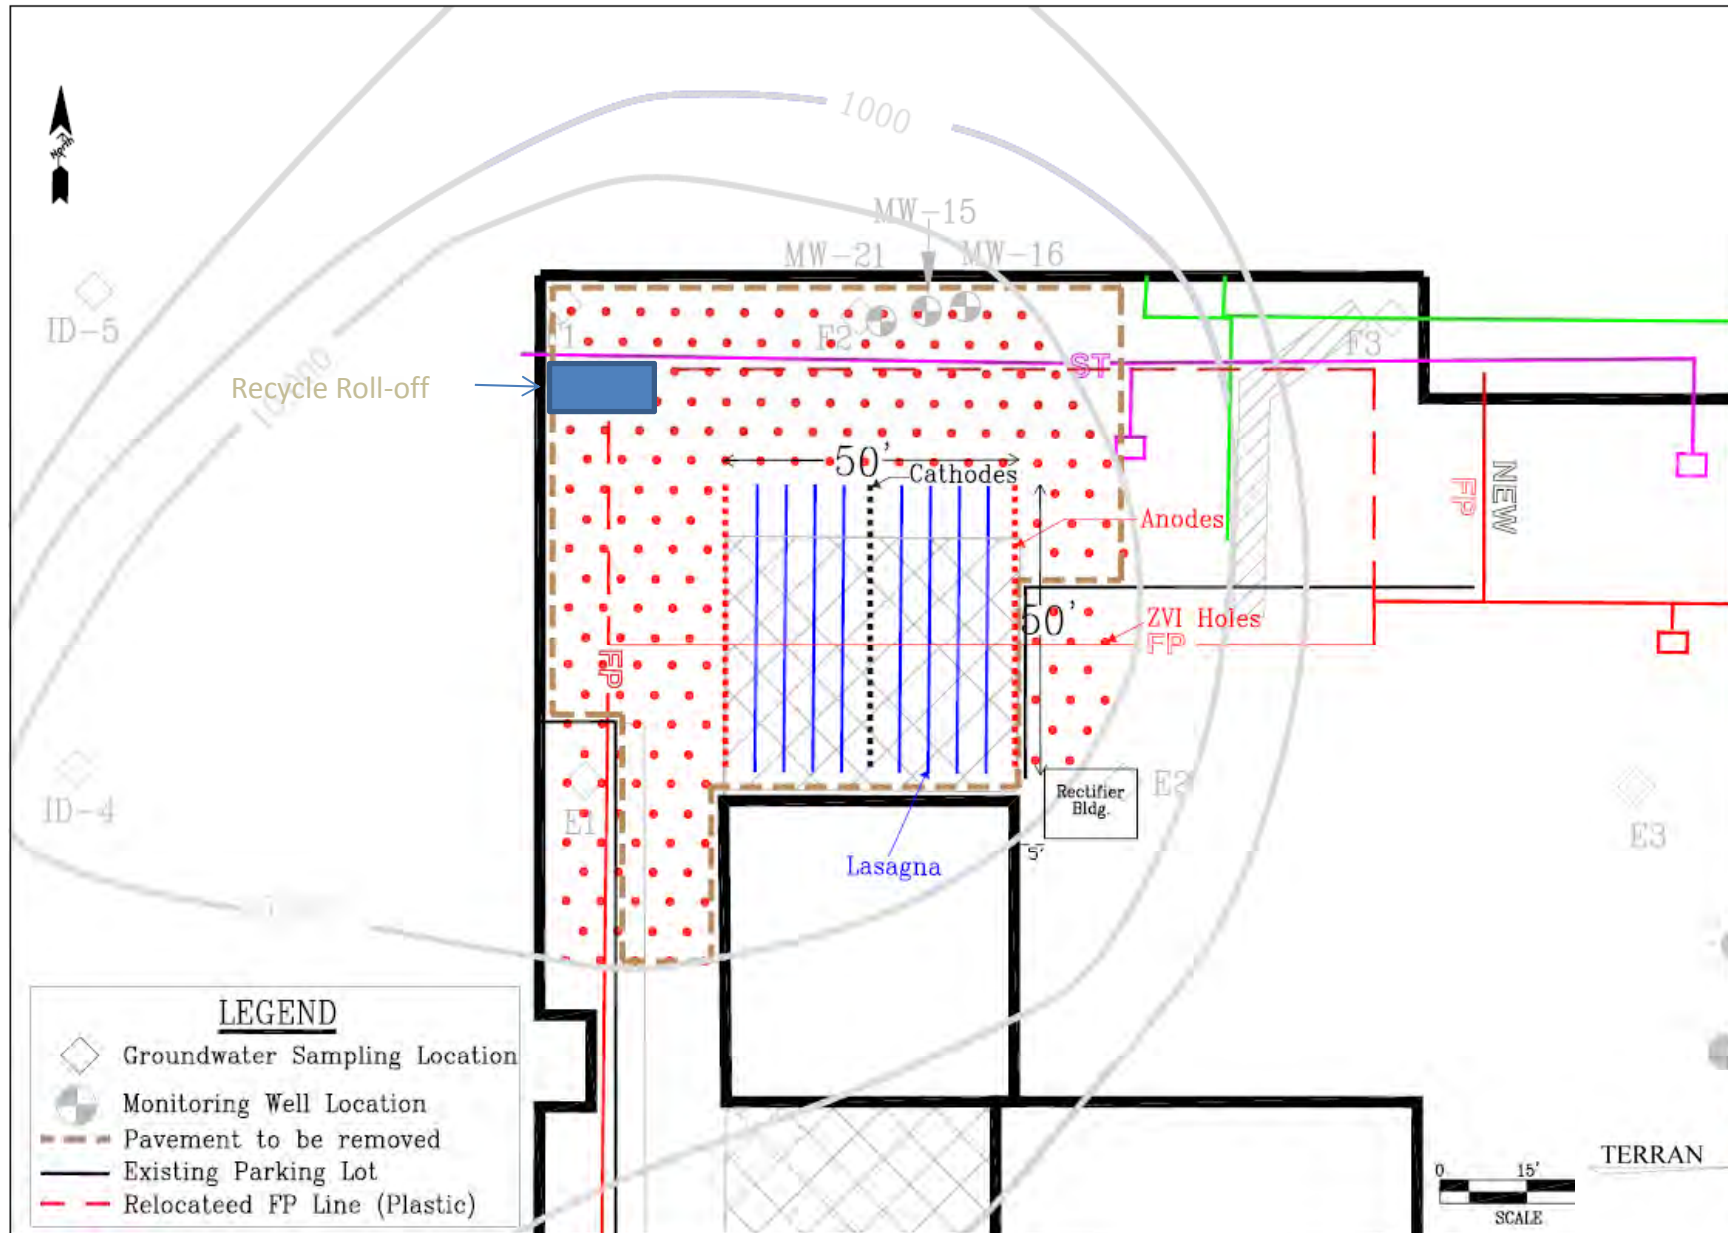 North
1000
MW-15
MW-21
MW-16
ID-5
F2
F3
ST
Recycle Roll-off
50'
Cathodes
Anodes
NEW
FP
50'
ZVI Holes
FP
FP
ID-4
E1
Rectifier
Bldg.
E2
E3
5'
Lasagna
LEGEND
Groundwater Sampling Location
Monitoring Well Location
Pavement to be removed
Existing Parking Lot
Relocateed FP Line (Plastic)
TERRAN
0 15'
SCALE